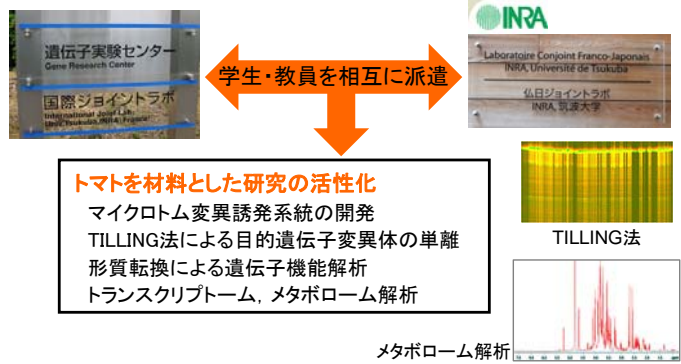 遺伝子実験センター
Gene Research Center
国際ジョイントラボ
International Joint Lab.
Univ.Tsukuba INRA, France
学生・教員を相互に派遣
INRA
Laboratoire Conjoint Franco-Japonais
INRA, Université de Tsukuba
仏日ジョイントラボ
INRA, 筑波大学
トマトを材料とした研究の活性化
マイクロトム変異誘発系統の開発
TILLING法による目的遺伝子変異体の単離
形質転換による遺伝子機能解析
トランスクリプトーム，メタボローム解析
TILLING法
メタボローム解析